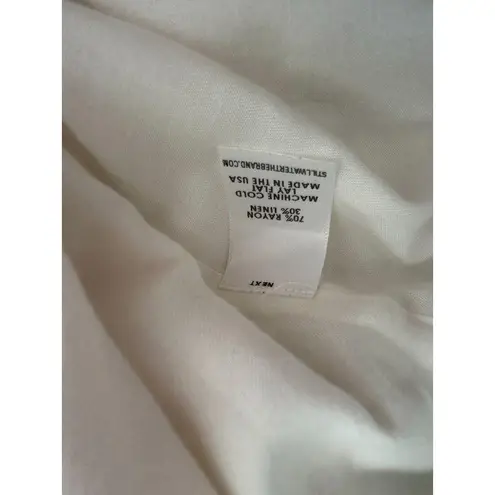 NEXT
70% RAYON
30% LINEN
MACHINE COLD
LAY FLAT
MADE IN THE USA
STILLWATERTHEBRAND.COM